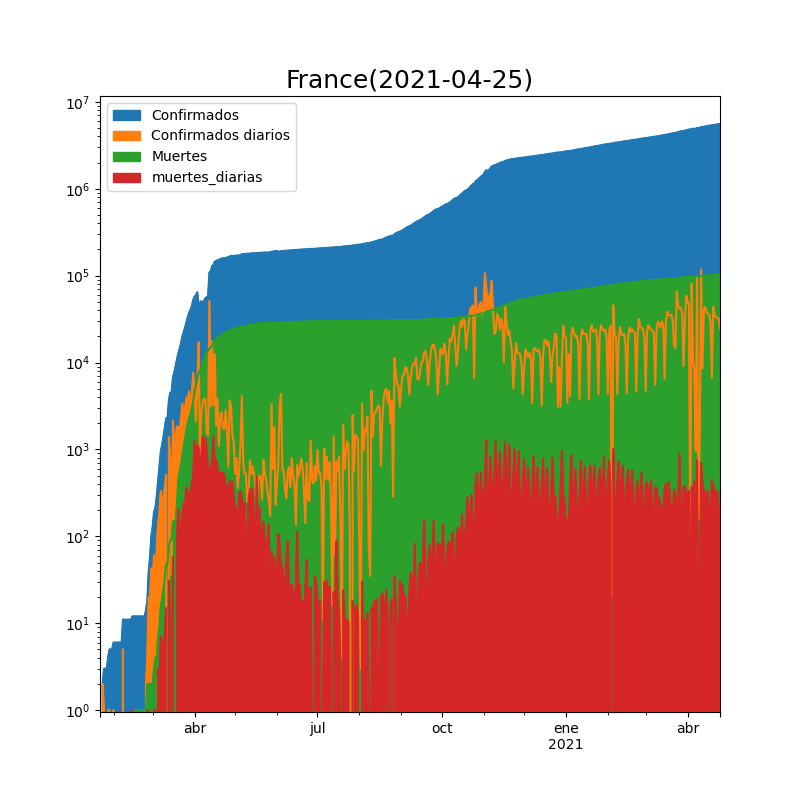 France(2021-04-25)
Confirmados
Confirmados diarios
Muertes
muertes_diarias
10⁷
10⁶
10⁵
10⁴
10³
10²
10¹
10⁰
abr jul oct ene abr
2021